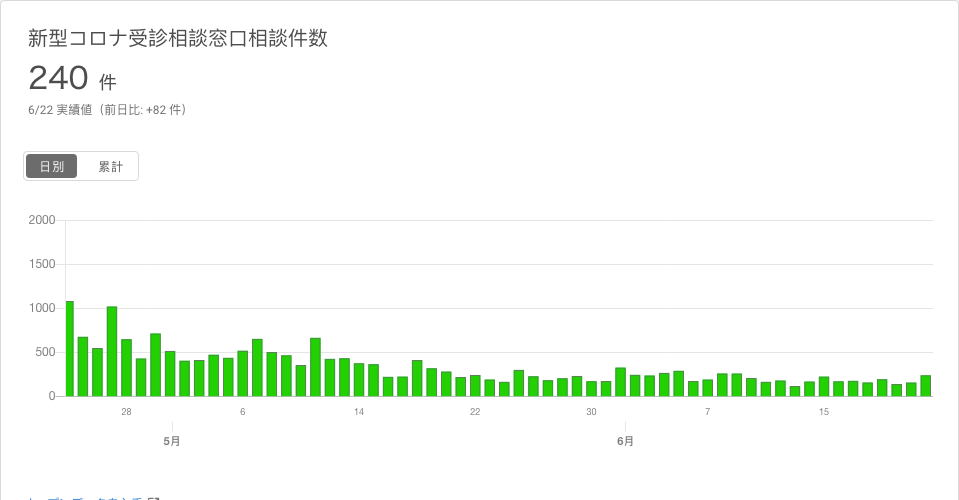 新型コロナ受診相談窓口相談件数
240 件
6/22 実績値（前日比: +82 件）
日別 累計
2000
1500
1000
500
0
28 6 14 22 30 7 15
5月 6月